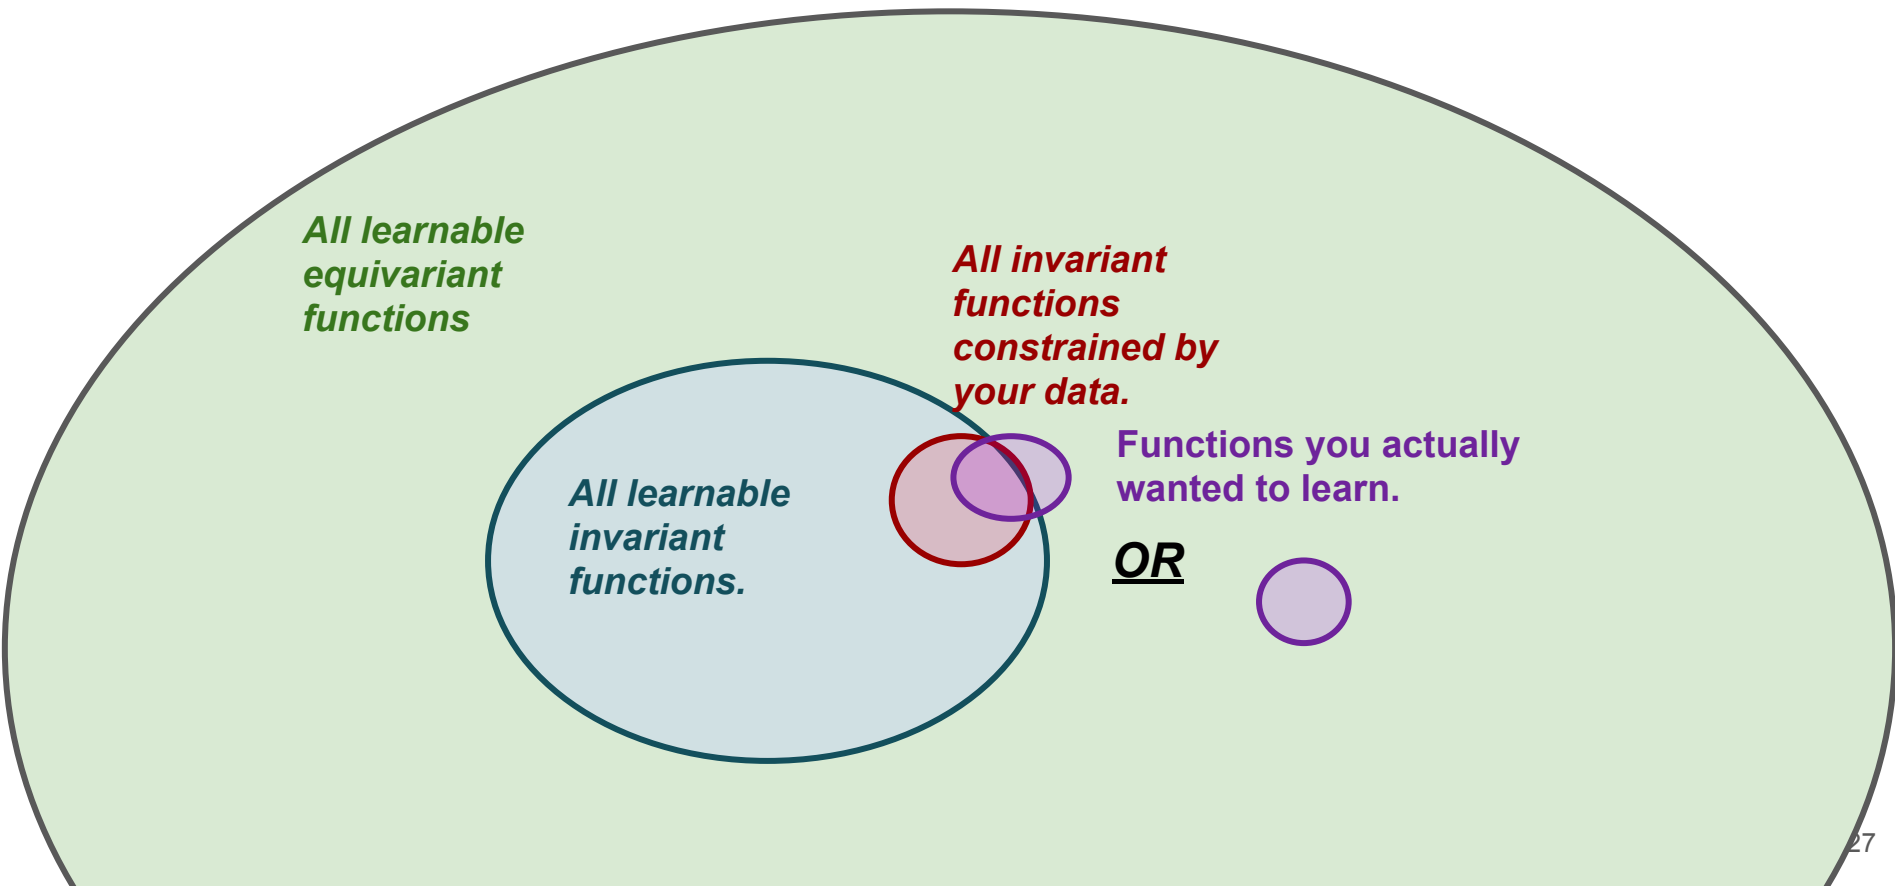 All learnable
equivariant
functions
All invariant
functions
constrained by
your data.
Functions you actually
wanted to learn.
All learnable
invariant
functions.
OR
27